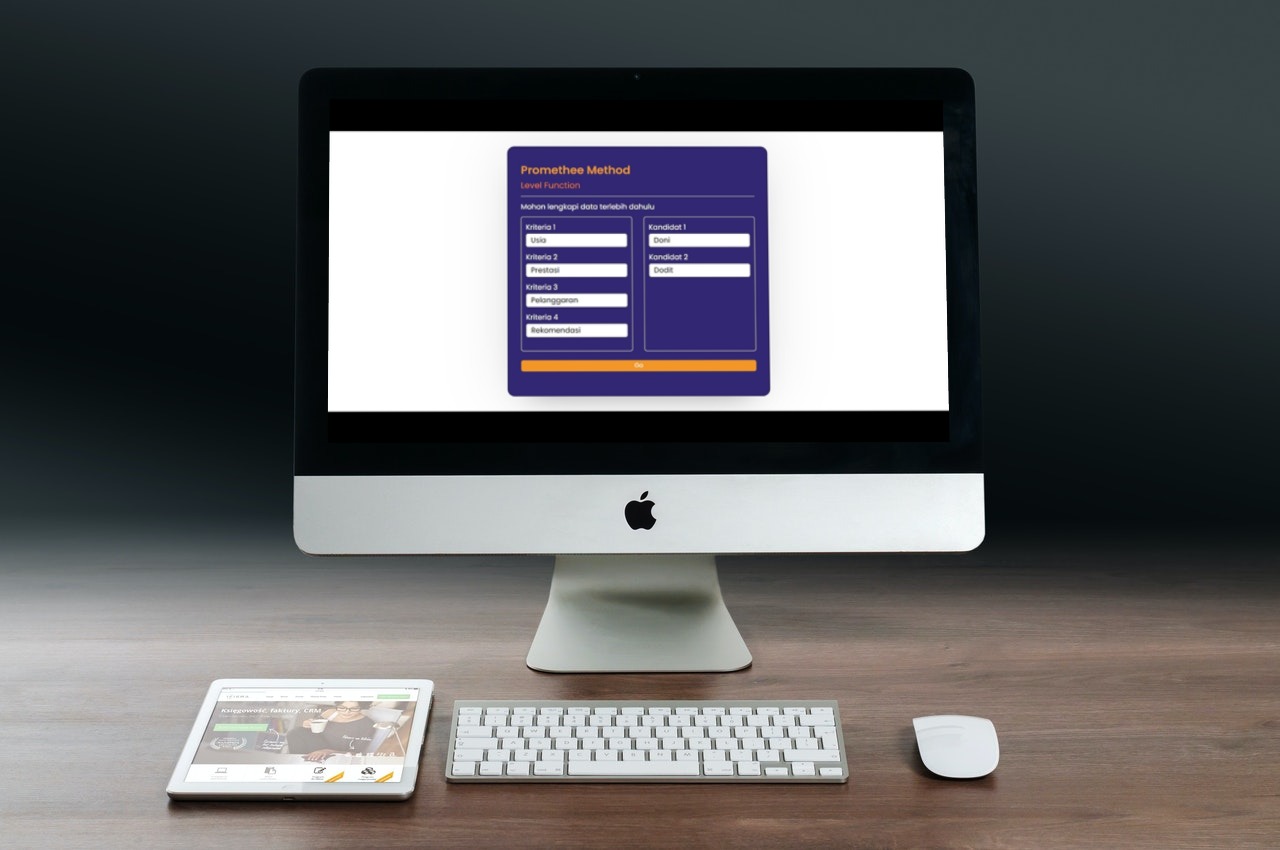 Promethee Method
Level Function
Mohon lengkapi data terlebih dahulu
Kriteria 1
Usia
Kriteria 2
Prestasi
Kriteria 3
Pelanggaran
Kriteria 4
Rekomendasi
Kandidat 1
Doni
Kandidat 2
Dodit
Go
Księgowość, faktury, CRM